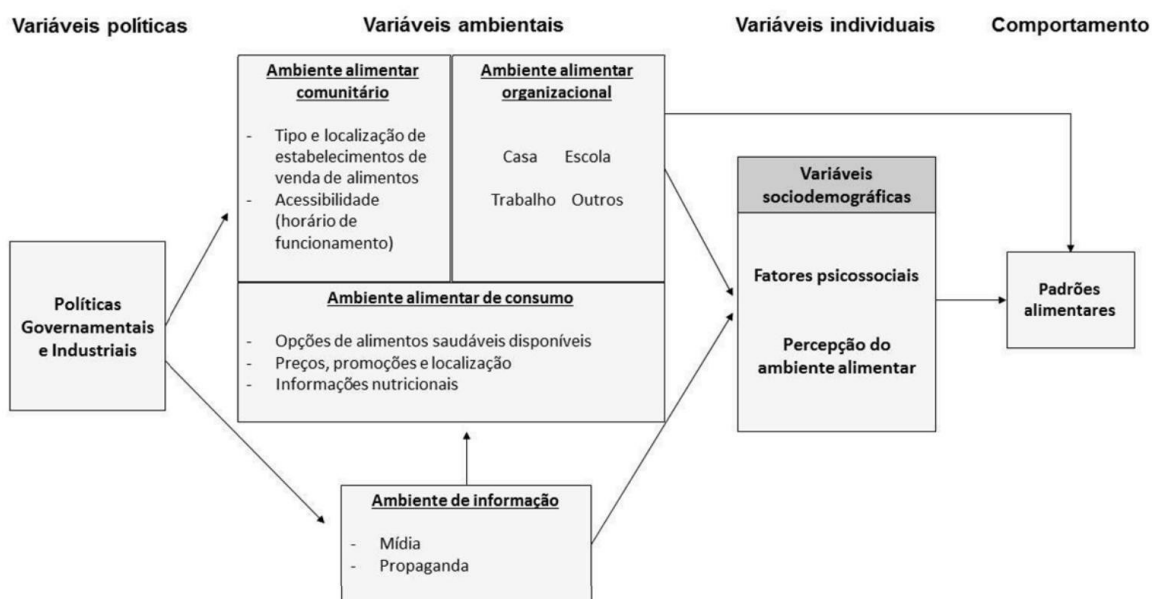 Variáveis políticas
Variáveis ambientais
Variáveis individuais
Comportamento
Políticas
Governamentais
e Industriais
Ambiente alimentar
comunitário
- Tipo e localização de
estabelecimentos de
venda de alimentos
- Acessibilidade
(horário de
funcionamento)
Ambiente alimentar
organizacional
Casa Escola
Trabalho Outros
Ambiente alimentar de consumo
- Opções de alimentos saudáveis disponíveis
- Preços, promoções e localização
- Informações nutricionais
Ambiente de informação
- Mídia
- Propaganda
Variáveis
sociodemográficas
Fatores psicossociais
Percepção do
ambiente alimentar
Padrões
alimentares